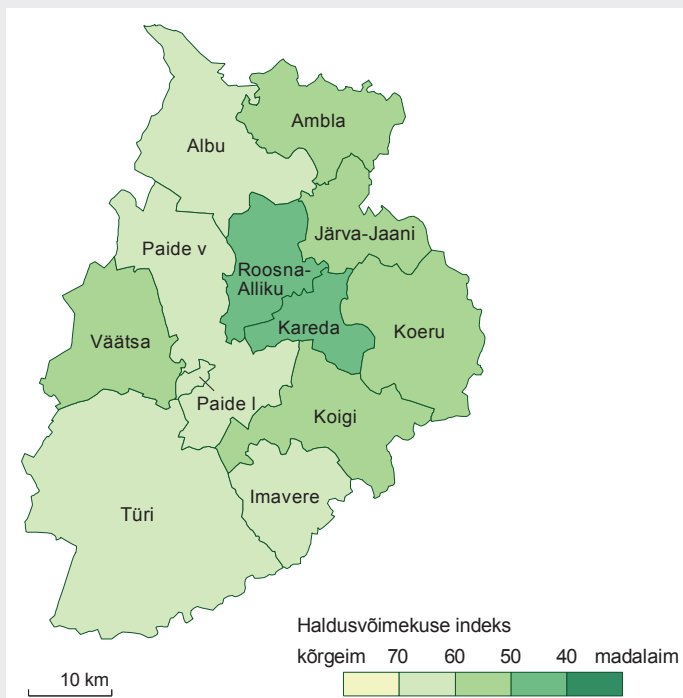 Ambla
Albu
Järva-Jaani
Paide v
Roosna-
Alliku
Kareda
Koeru
Väätsa
Paide l
Koigi
Imavere
Türi
Haldusvõimekuse indeks
kõrgeim 70 60 50 40 madalaim
10 km